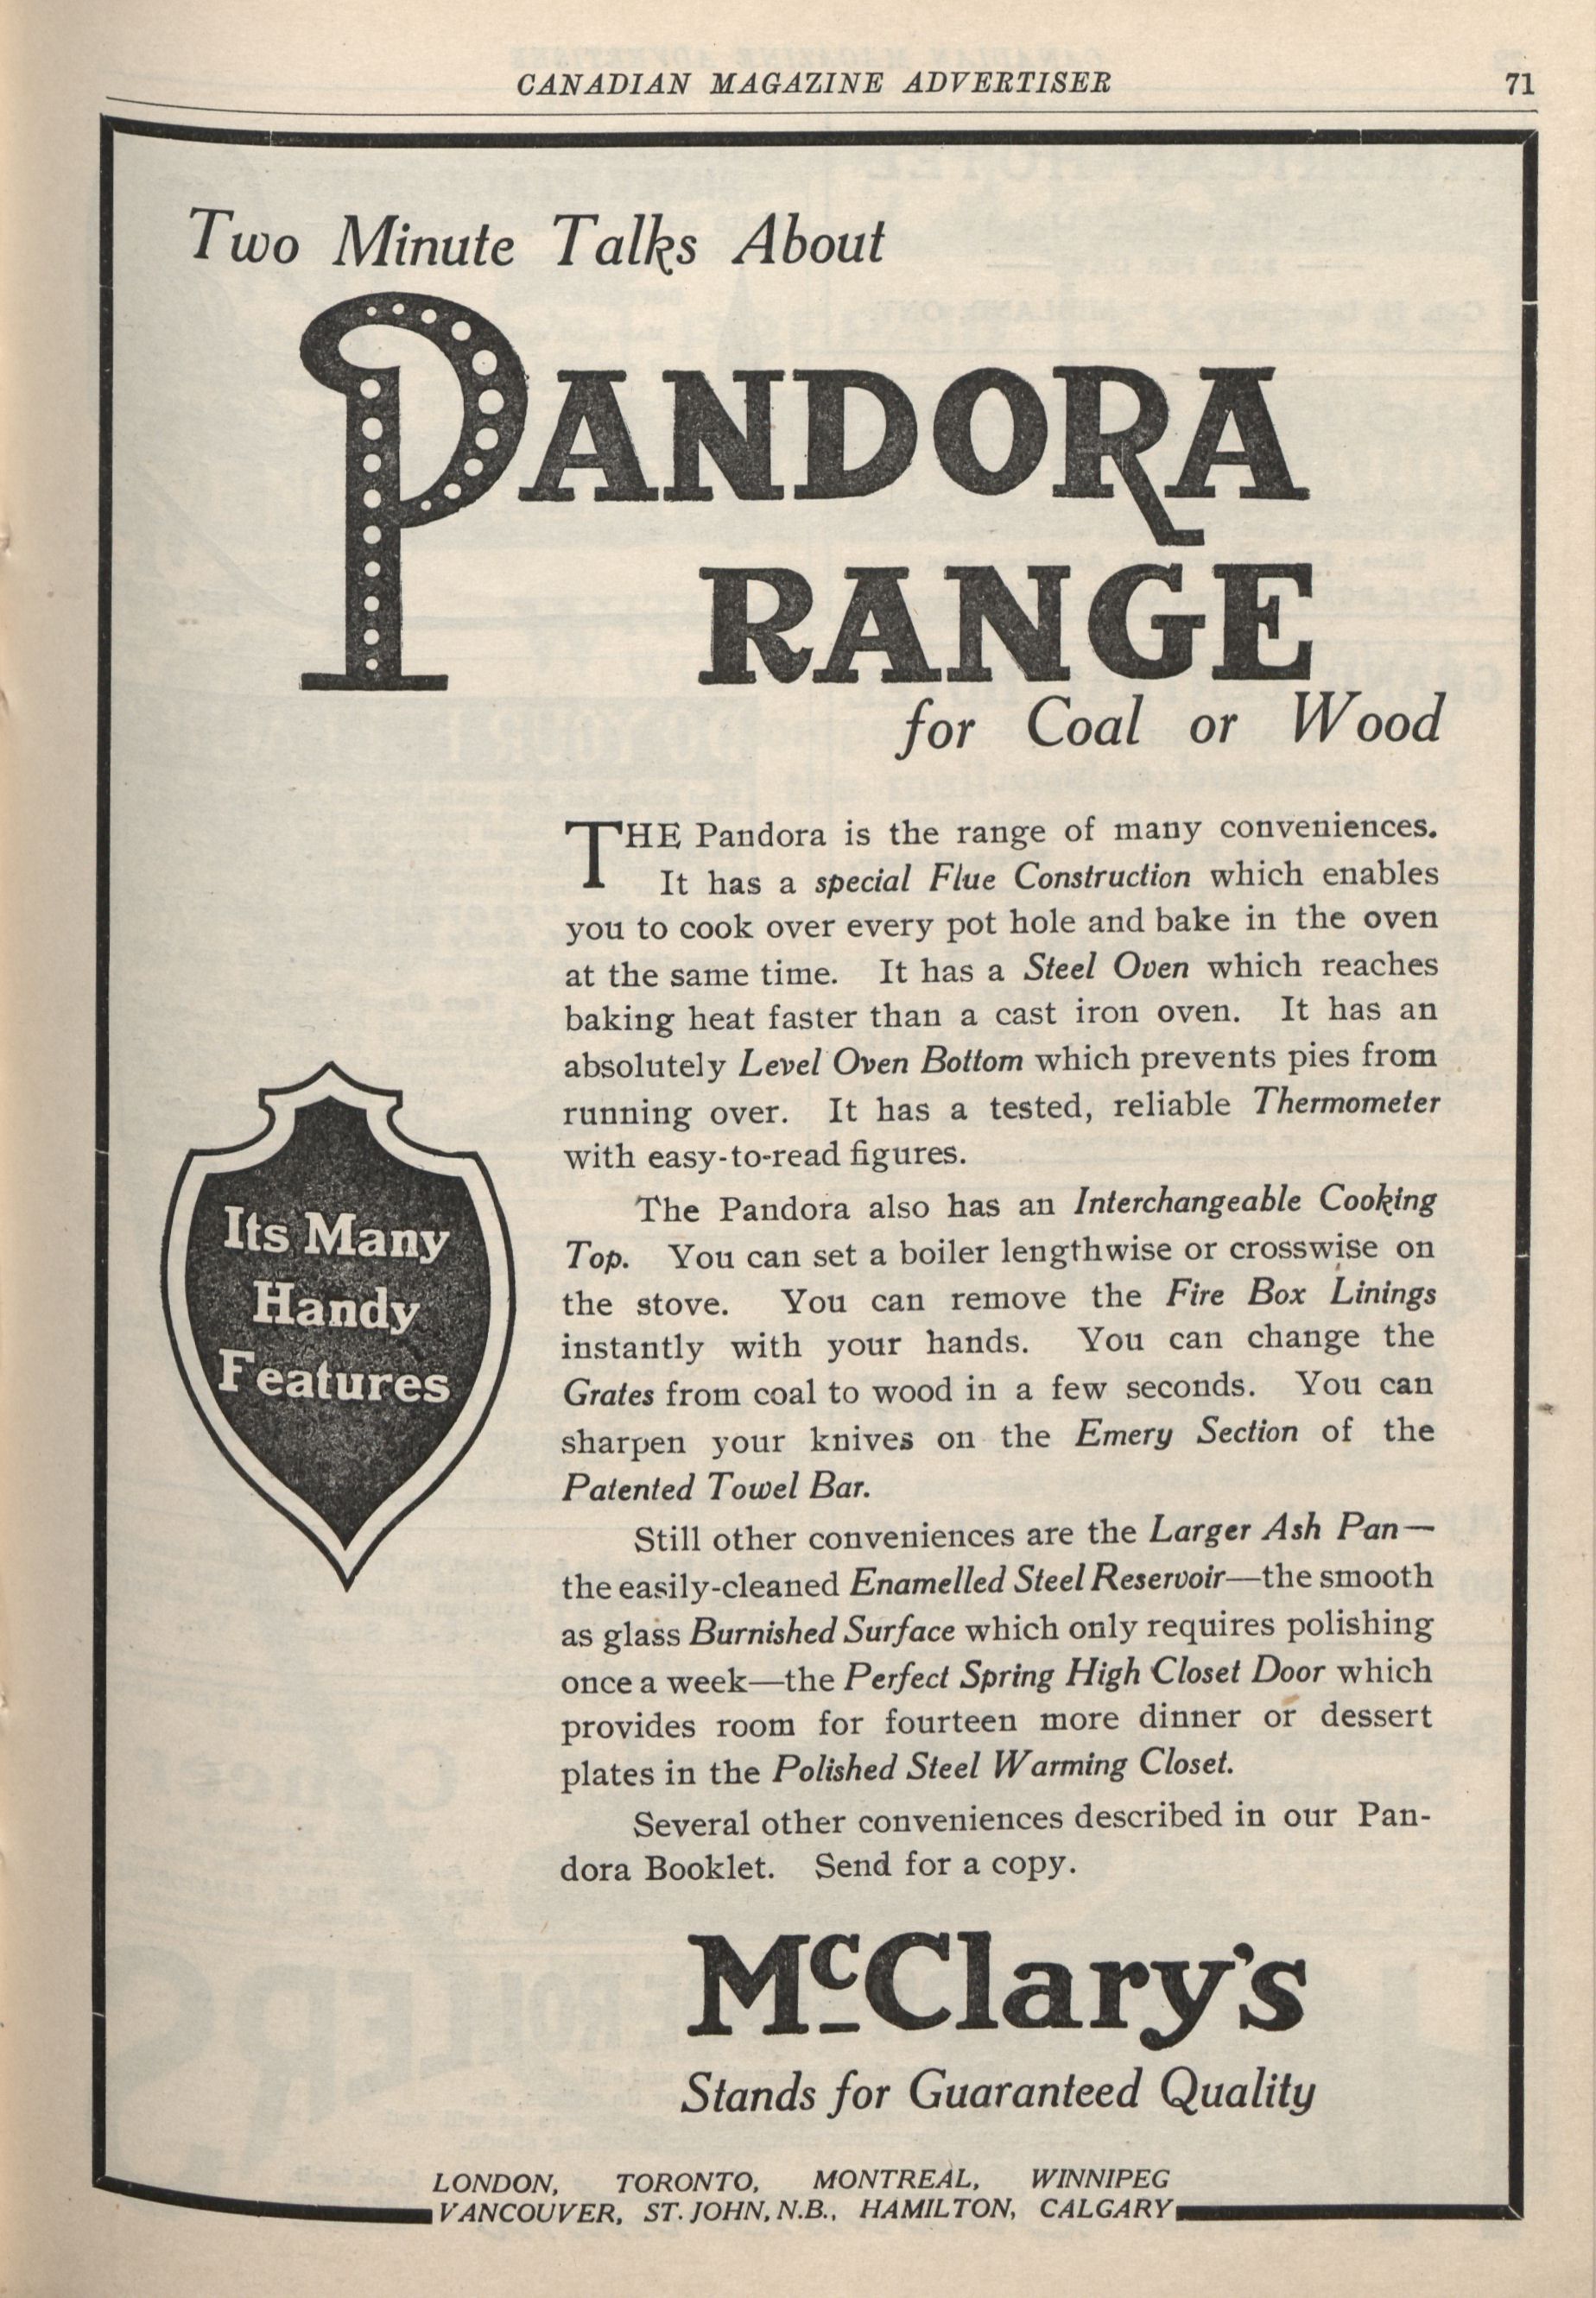 CANADIAN MAGAZINE ADVERTISER 71
Two Minute Talks About
PANDORA
RANGE
for Coal or Wood
THE Pandora is the range of many conveniences.
It has a special Flue Construction which enables
you to cook over every pot hole and bake in the oven
at the same time. It has a Steel Oven which reaches
baking heat faster than a cast iron oven. It has an
absolutely Level Oven Bottom which prevents pies from
running over. It has a tested, reliable Thermometer
with easy-to-read figures.
The Pandora also has an Interchangeable Cooking
Top. You can set a boiler lengthwise or crosswise on
the stove. You can remove the Fire Box Linings
instantly with your hands. You can change the
Grates from coal to wood in a few seconds. You can
sharpen your knives on the Emery Section of the
Patented Towel Bar.
Still other conveniences are the Larger Ash Pan—
the easily-cleaned Enamelled Steel Reservoir—the smooth
as glass Burnished Surface which only requires polishing
once a week—the Perfect Spring High Closet Door which
provides room for fourteen more dinner or dessert
plates in the Polished Steel Warming Closet.
Several other conveniences described in our Pan-
dora Booklet. Send for a copy.
Its Many
Handy
Features
McClary's
Stands for Guaranteed Quality
LONDON, TORONTO, MONTREAL, WINNIPEG
VANCOUVER, ST. JOHN, N.B., HAMILTON, CALGARY